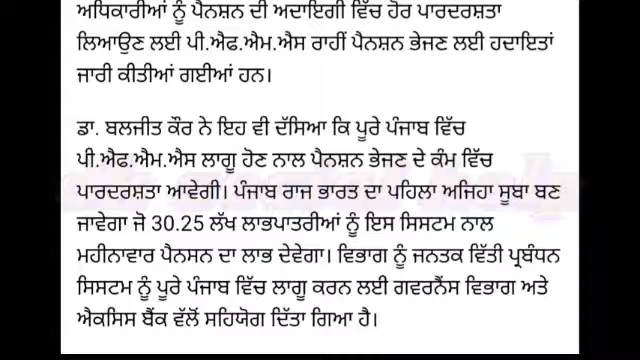 ਅਧਿਕਾਰੀਆਂ ਨੂੰ ਪੈਨਸ਼ਨ ਦੀ ਅਦਾਇਗੀ ਵਿੱਚ ਹੋਰ ਪਾਰਦਰਸ਼ਤਾ
ਲਿਆਉਣ ਲਈ ਪੀ.ਐਫ.ਐਮ.ਐਸ ਰਾਹੀਂ ਪੈਨਸ਼ਨ ਭੇਜਣ ਲਈ ਹਦਾਇਤਾਂ
ਜਾਰੀ ਕੀਤੀਆਂ ਗਈਆਂ ਹਨ।
ਡਾ. ਬਲਜੀਤ ਕੌਰ ਨੇ ਇਹ ਵੀ ਦੱਸਿਆ ਕਿ ਪੂਰੇ ਪੰਜਾਬ ਵਿੱਚ
ਪੀ.ਐਫ.ਐਮ.ਐਸ ਲਾਗੂ ਹੋਣ ਨਾਲ ਪੈਨਸ਼ਨ ਭੇਜਣ ਦੇ ਕੰਮ ਵਿੱਚ
ਪਾਰਦਰਸ਼ਤਾ ਆਵੇਗੀ। ਪੰਜਾਬ ਰਾਜ ਭਾਰਤ ਦਾ ਪਹਿਲਾ ਅਜਿਹਾ ਸੂਬਾ ਬਣ
ਜਾਵੇਗਾ ਜੋ 30.25 ਲੱਖ ਲਾਭਪਾਤਰੀਆਂ ਨੂੰ ਇਸ ਸਿਸਟਮ ਨਾਲ
ਮਹੀਨਾਵਾਰ ਪੈਨਸਨ ਦਾ ਲਾਭ ਦੇਵੇਗਾ। ਵਿਭਾਗ ਨੂੰ ਜਨਤਕ ਵਿੱਤੀ ਪ੍ਰਬੰਧਨ
ਸਿਸਟਮ ਨੂੰ ਪੂਰੇ ਪੰਜਾਬ ਵਿੱਚ ਲਾਗੂ ਕਰਨ ਲਈ ਗਵਰਨੈਂਸ ਵਿਭਾਗ ਅਤੇ
ਐਕਸਿਸ ਬੈਂਕ ਵੱਲੋਂ ਸਹਿਯੋਗ ਦਿੱਤਾ ਗਿਆ ਹੈ।